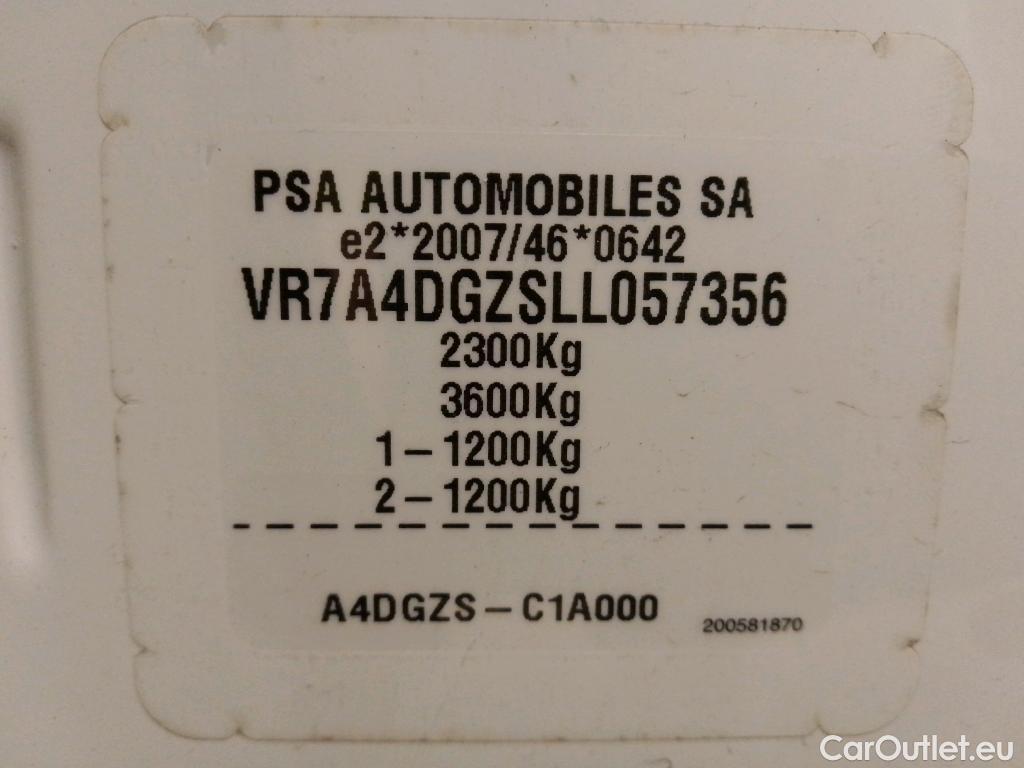 PSA AUTOMOBILES SA
e2*2007/46*0642
VR7A4DGZSLL057356
2300Kg
3600Kg
1-1200Kg
2-1200Kg
A4DGZS-C1A000
200581870
CarOutlet.eu